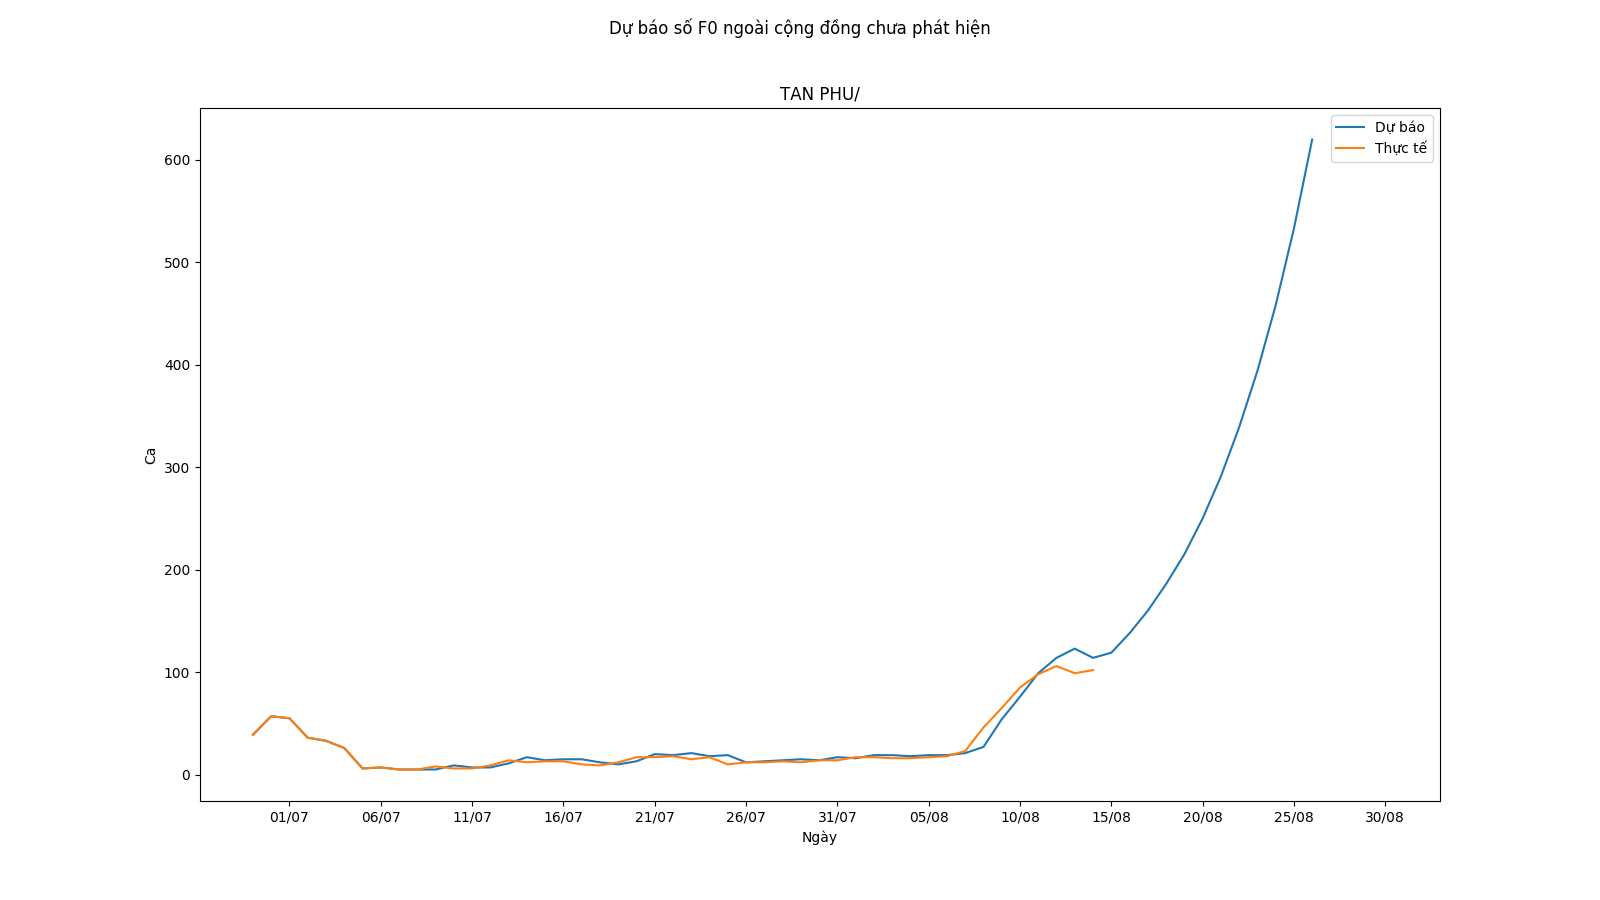 Dự báo số F0 ngoài cộng đồng chưa phát hiện
TAN PHU/
Dự báo
Thực tế
600
500
400
300
200
100
0
Ca
01/07 06/07 11/07 16/07 21/07 26/07 31/07 05/08 10/08 15/08 20/08 25/08 30/08
Ngày